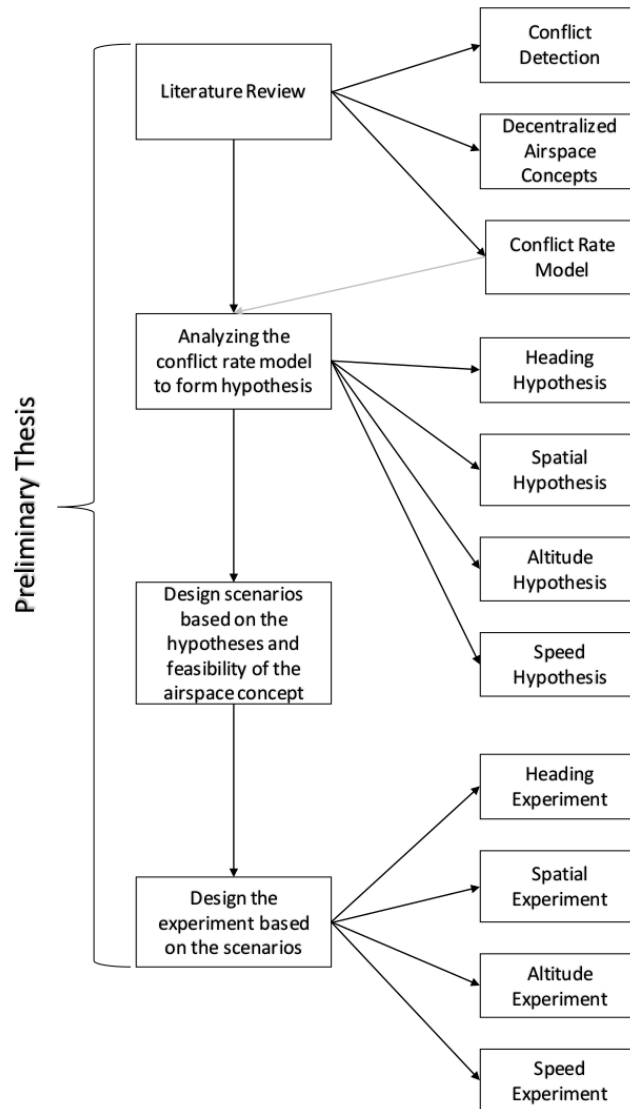 Preliminary Thesis
Literature Review
Conflict
Detection
Decentralized
Airspace
Concepts
Conflict Rate
Model
Analyzing the
conflict rate model
to form hypothesis
Heading
Hypothesis
Spatial
Hypothesis
Altitude
Hypothesis
Speed
Hypothesis
Design scenarios
based on the
hypotheses and
feasibility of the
airspace concept
Design the
experiment based
on the scenarios
Heading
Experiment
Spatial
Experiment
Altitude
Experiment
Speed
Experiment